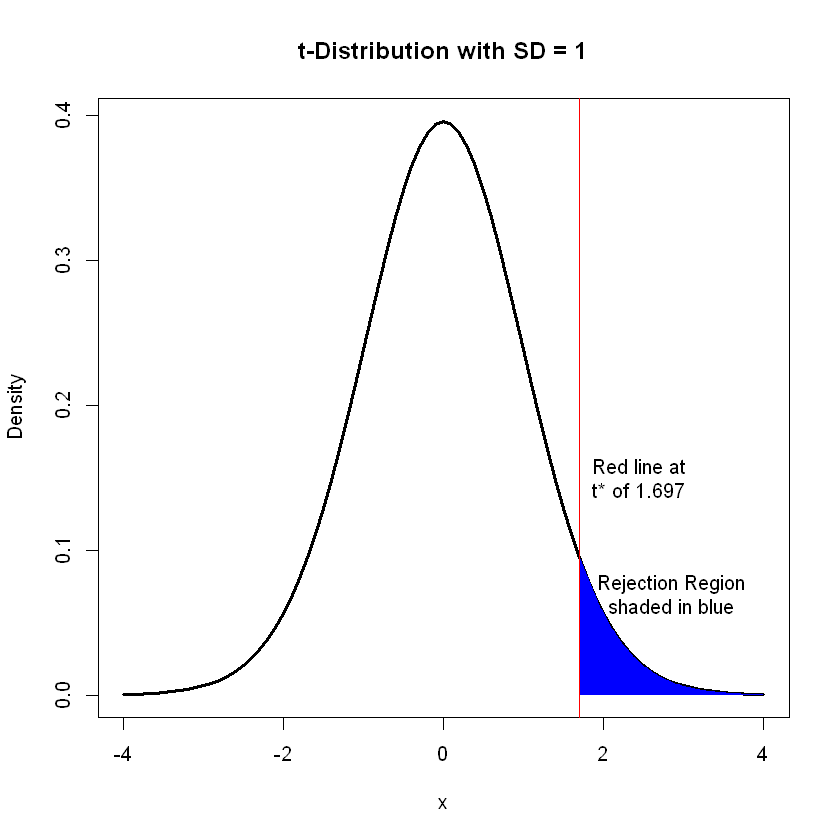 t-Distribution with SD = 1
0.4
0.3
0.2
0.1
0.0
Density
Red line at
t* of 1.697
Rejection Region
shaded in blue
-4
-2
0
2
4
x